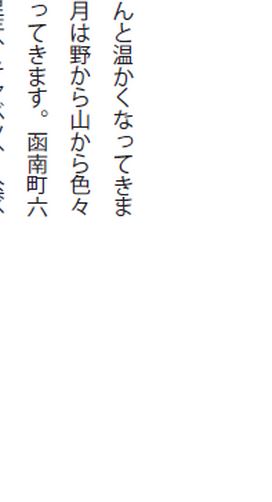 んと温かくなってきま
月は野から山から色々
ってきます。函南町六